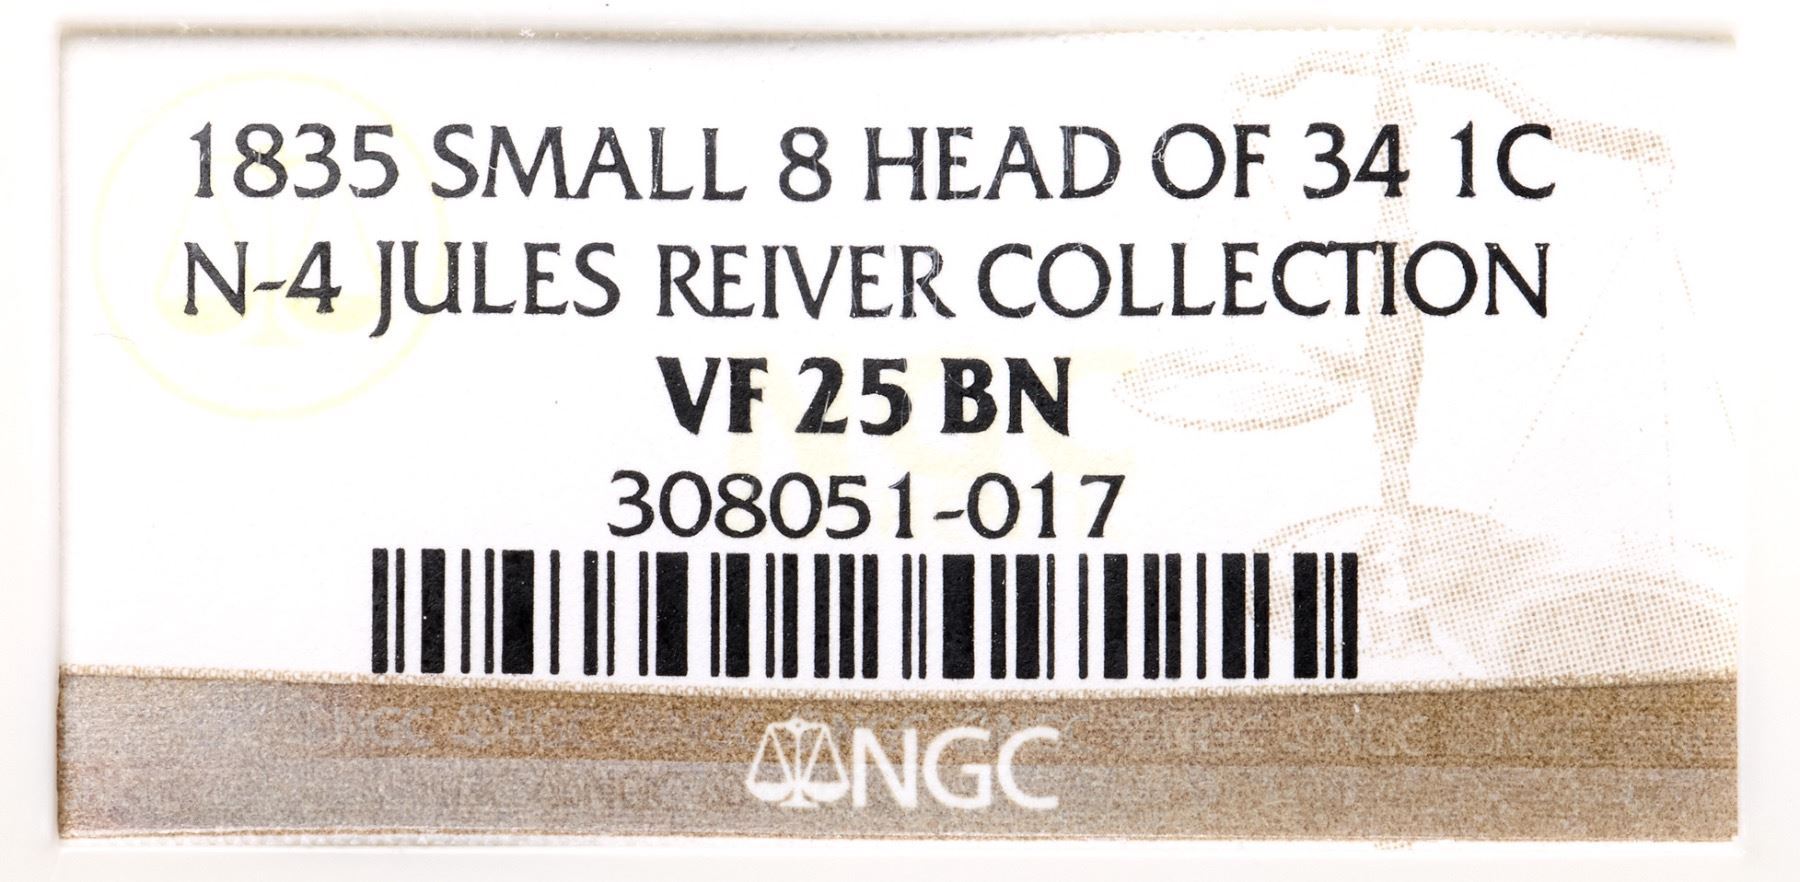 1835 SMALL 8 HEAD OF 34 1C
N-4 JULES REIVER COLLECTION
VF 25 BN
308051-017
NGC